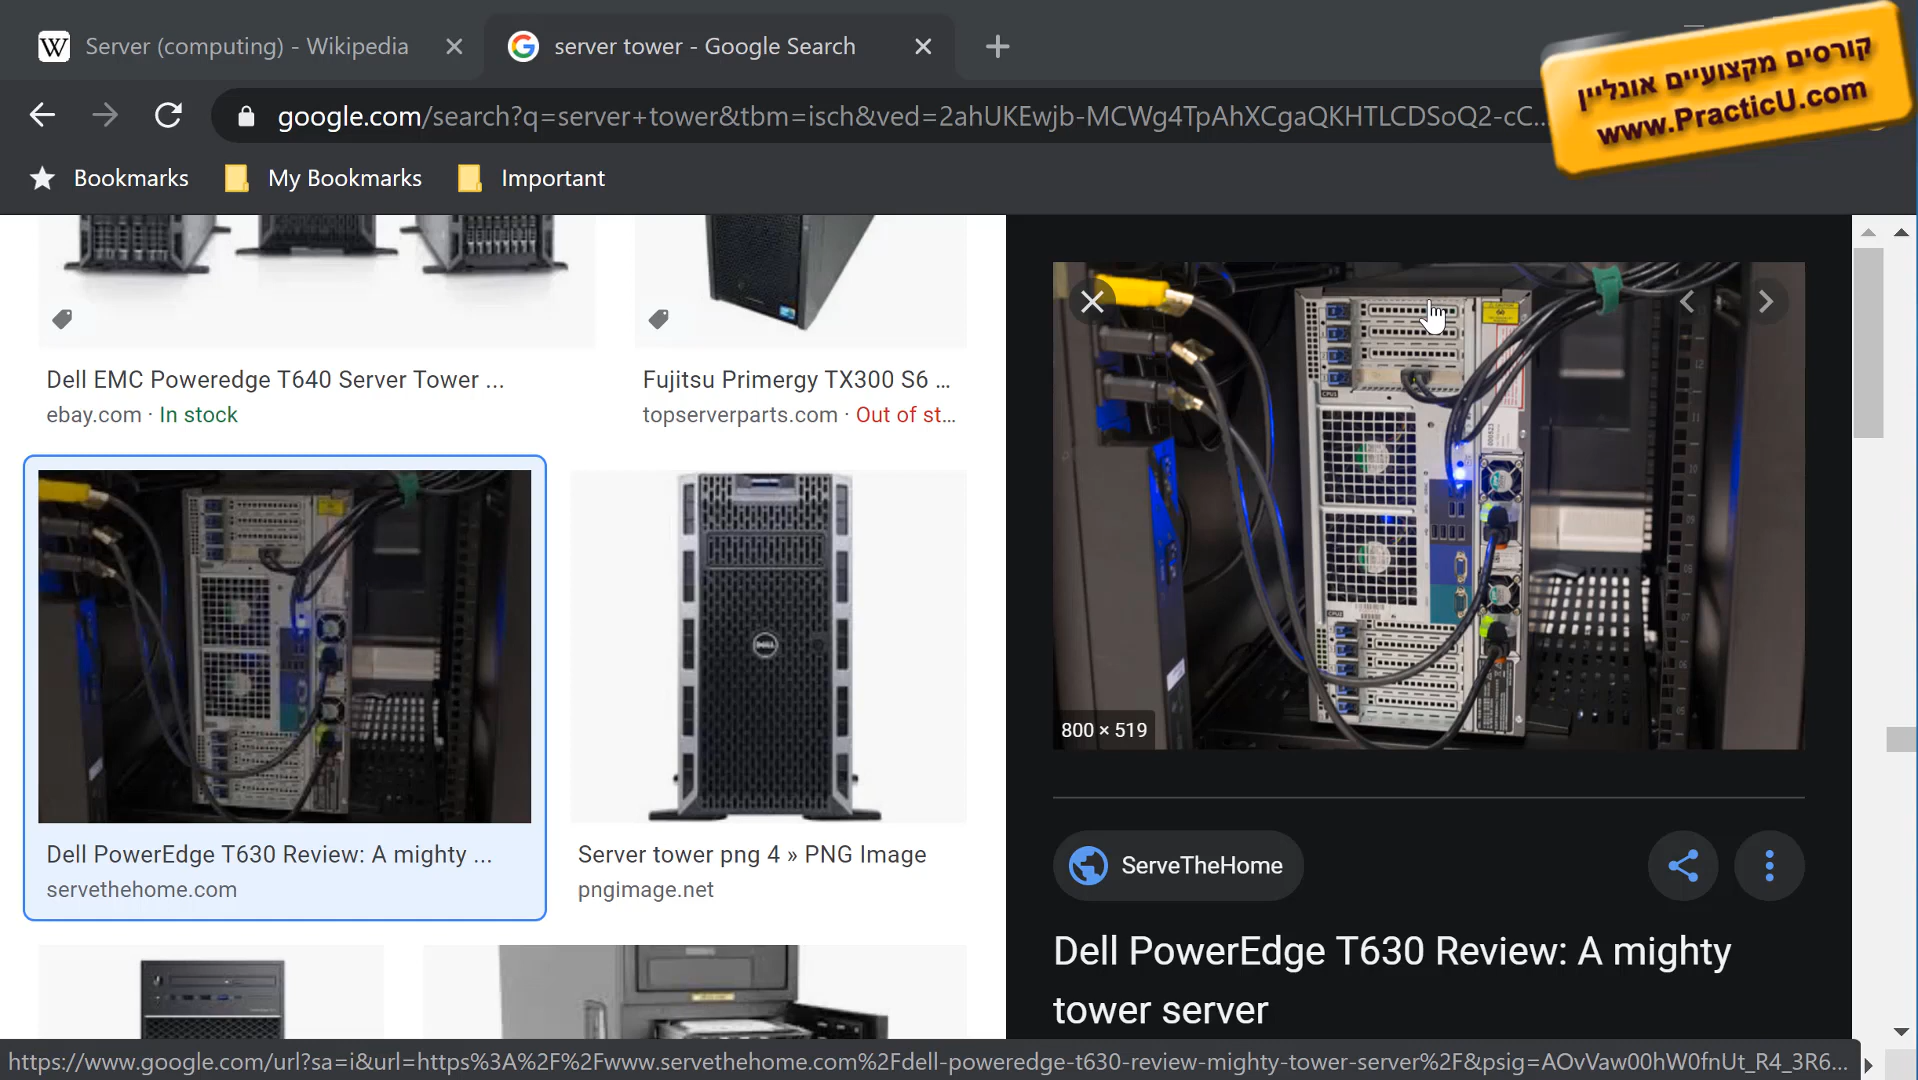 Server (computing) - Wikipedia
server tower - Google Search
קורסים מקצועיים אונליין
www.PracticU.com
google.com/search?q=server+tower&tbm=isch&ved=2ahUKEwjb-MCWg4TpAhXCgaQKHTLCDSoQ2-cC...
Bookmarks
My Bookmarks
Important
Dell EMC Poweredge T640 Server Tower ...
ebay.com · In stock
Fujitsu Primergy TX300 S6 ...
topserverparts.com · Out of st...
Dell PowerEdge T630 Review: A mighty ...
servethehome.com
DELL
Server tower png 4 » PNG Image
pngimage.net
800 × 519
ServeTheHome
Dell PowerEdge T630 Review: A mighty
tower server
https://www.google.com/url?sa=i&url=https%3A%2F%2Fwww.servethehome.com%2Fdell-poweredge-t630-review-mighty-tower-server%2F&psig=AOvVaw00hW0fnUt_R4_3R6...